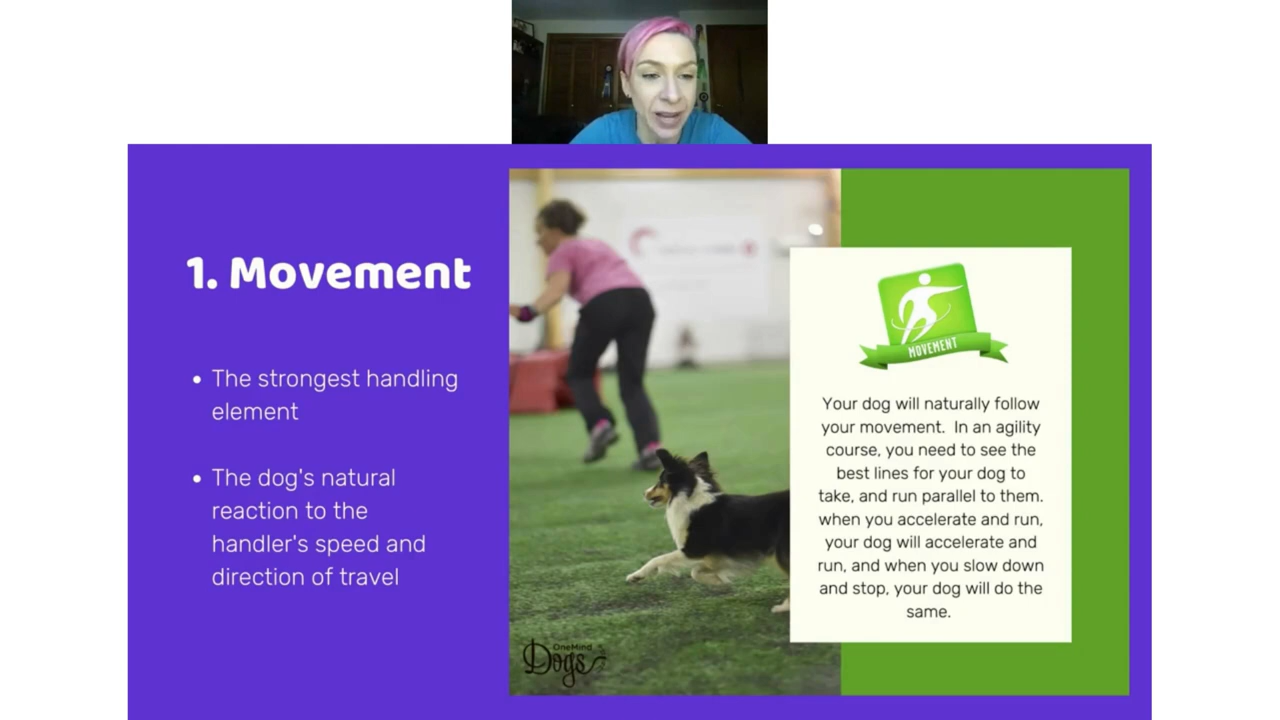 1. Movement
• The strongest handling
element
• The dog's natural
reaction to the
handler's speed and
direction of travel
MOVEMENT
Your dog will naturally follow
your movement. In an agility
course, you need to see the
best lines for your dog to
take, and run parallel to them.
when you accelerate and run,
your dog will accelerate and
run, and when you slow down
and stop, your dog will do the
same.
OneMind
Dogs